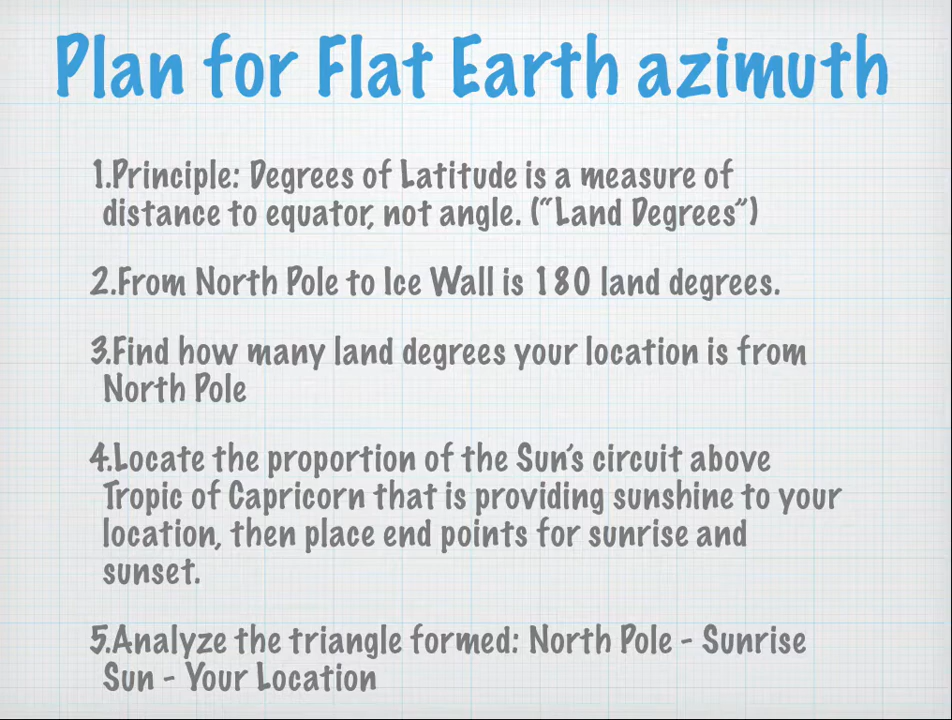 Plan for Flat Earth azimuth
1.Principle: Degrees of Latitude is a measure of
distance to equator, not angle. (“Land Degrees”)
2.From North Pole to Ice Wall is 180 land degrees.
3.Find how many land degrees your location is from
North Pole
4.Locate the proportion of the Sun’s circuit above
Tropic of Capricorn that is providing sunshine to your
location, then place end points for sunrise and
sunset.
5.Analyze the triangle formed: North Pole - Sunrise
Sun - Your Location